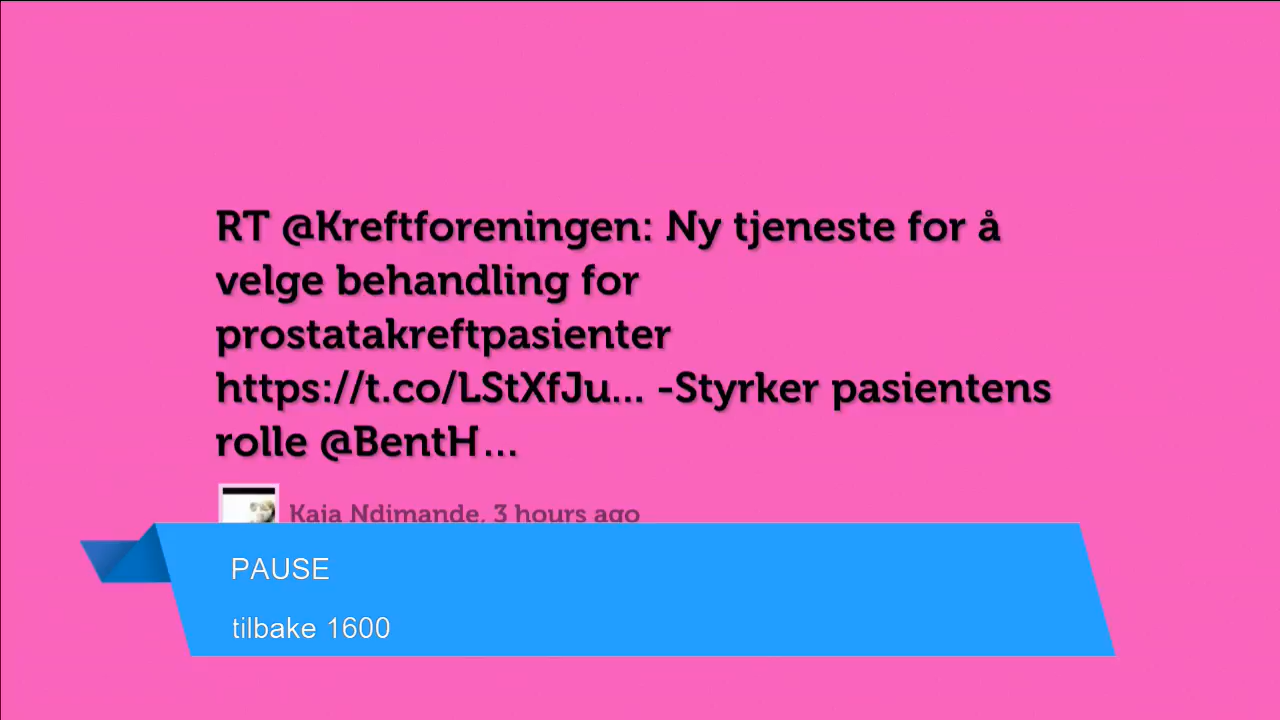 RT @Kreftforeningen: Ny tjeneste for å
velge behandling for
prostatakreftpasienter
https://t.co/LStXfJu... -Styrker pasientens
rolle @BentH...
Kaja Ndimande, 3 hours ago
PAUSE
tilbake 1600